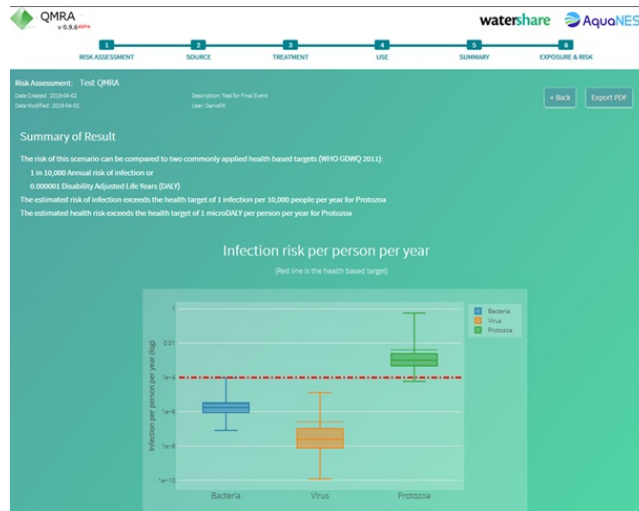 QMRA
v 0.9.6 alpha
watershare AquaNES
1 2 3 4 5 6
RISK ASSESSMENT SOURCE TREATMENT USE SUMMARY EXPOSURE & RISK
Risk Assessment: Test QMRA
Date Created : 2019-04-02 Description: Test for Final Event
Date Modified : 2019-04-02 User: DanielW
« Back Export PDF
Summary of Result
The risk of this scenario can be compared to two commonly applied health based targets (WHO GDWQ 2011):
1 in 10,000 Annual risk of infection or
0.000001 Disability Adjusted Life Years (DALY)
The estimated risk of infection exceeds the health target of 1 infection per 10,000 people per year for Protozoa
The estimated health risk exceeds the health target of 1 microDALY per person per year for Protozoa
Infection risk per person per year
(Red line is the health based target)
Infection per person per year (log)
1
0.01
1e-4
1e-6
1e-8
1e-10
Bacteria Virus Protozoa
Bacteria
Virus
Protozoa